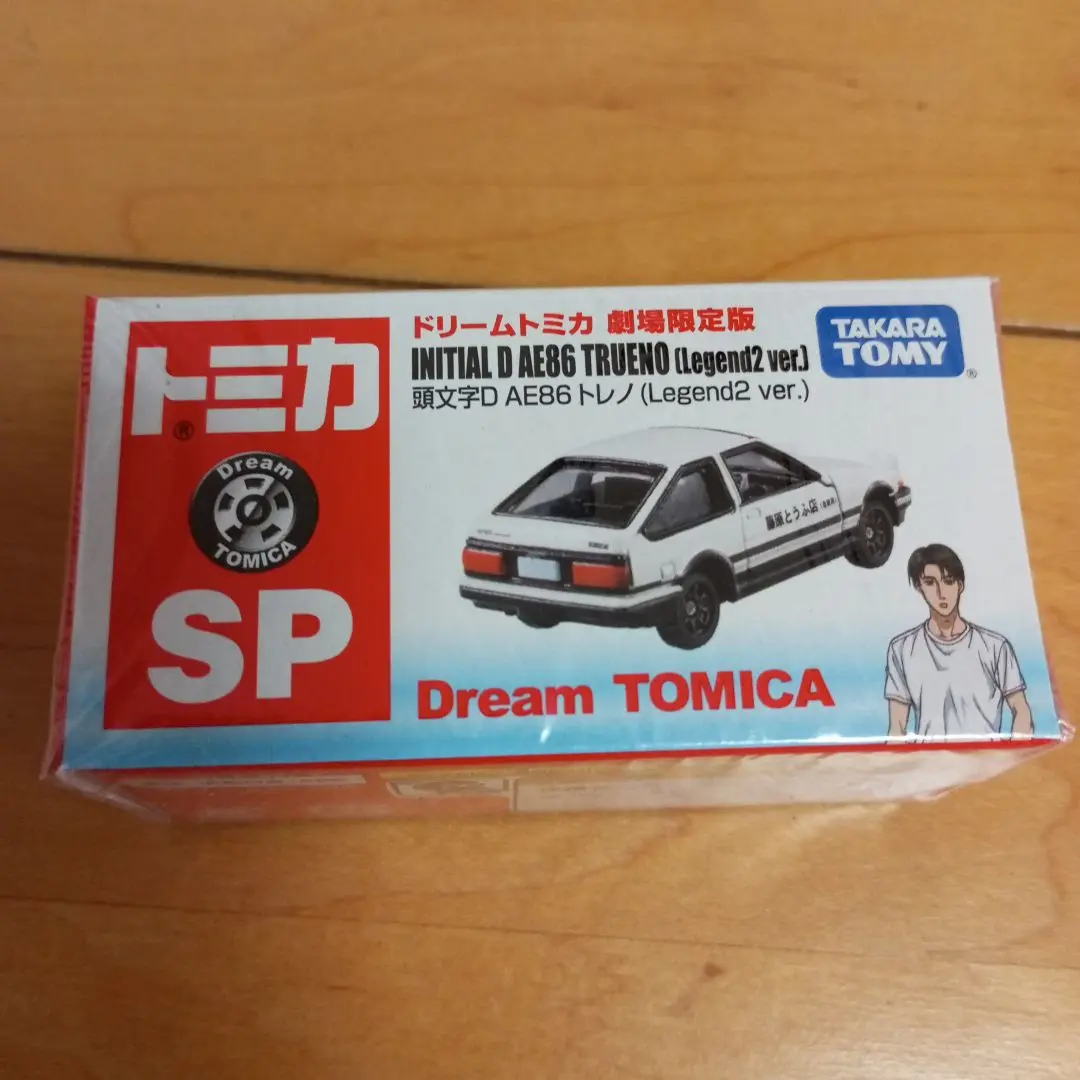 トミカ®
Dream
TOMICA
SP
ドリームトミカ 劇場限定版
INITIAL D AE86 TRUENO (Legend2 ver.)
頭文字D AE86 トレノ (Legend2 ver.)
TAKARA
TOMY®
藤原とうふ店
Dream TOMICA